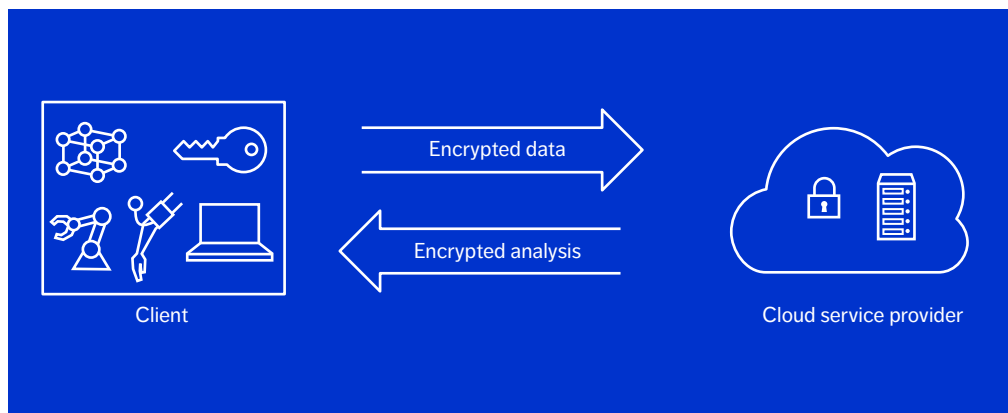 Encrypted data
Encrypted analysis
Client
Cloud service provider